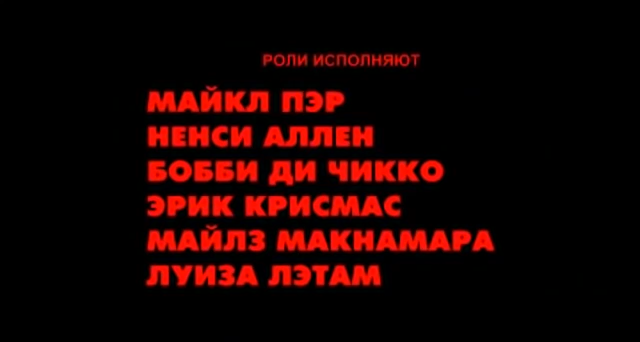 РОЛИ ИСПОЛНЯЮТ
МАЙКЛ ПЭР
НЕНСИ АЛЛЕН
БОББИ ДИ ЧИККО
ЭРИК КРИСМАС
МАЙЛЗ МАКНАМАРА
ЛУИЗА ЛЭТАМ